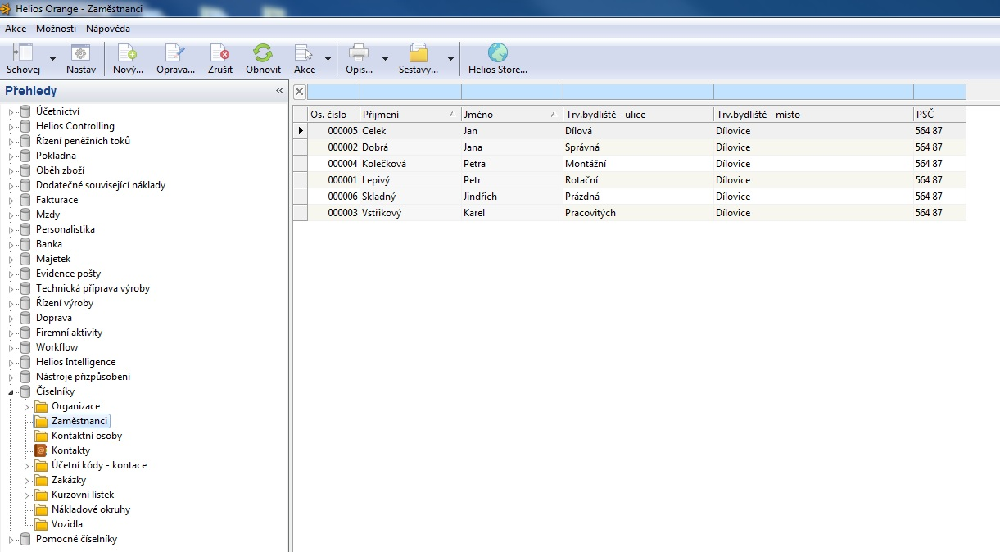 Helios Orange - Zaměstnanci
Akce Možnosti Nápověda
Schovej Nastav Nový... Oprava... Zrušit Obnovit Akce Opis... Sestavy... Helios Store...
Přehledy «
Účetnictví
Helios Controlling
Řízení peněžních toků
Pokladna
Oběh zboží
Dodatečné související náklady
Fakturace
Mzdy
Personalistika
Banka
Majetek
Evidence pošty
Technická příprava výroby
Řízení výroby
Doprava
Firemní aktivity
Workflow
Helios Intelligence
Nástroje přizpůsobení
Číselníky
Organizace
Zaměstnanci
Kontaktní osoby
Kontakty
Účetní kódy - kontace
Zakázky
Kurzovní lístek
Nákladové okruhy
Vozidla
Pomocné číselníky
Os. číslo Příjmení Jméno Trv.bydliště - ulice Trv.bydliště - místo PSČ
000005 Celek Jan Dílová Dílovice 564 87
000002 Dobrá Jana Správná Dílovice 564 87
000004 Kolečková Petra Montážní Dílovice 564 87
000001 Lepivý Petr Rotační Dílovice 564 87
000006 Skladný Jindřich Prázdná Dílovice 564 87
000003 Vstřikový Karel Pracovitých Dílovice 564 87